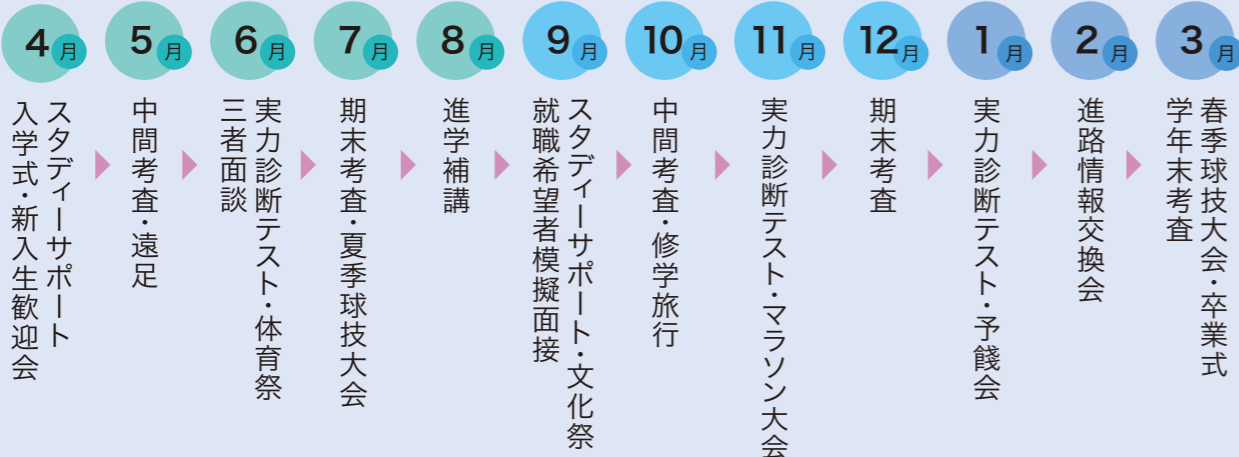 4月
スタディーサポート
入学式・新入生歓迎会
5月
中間考査・遠足
6月
実力診断テスト・体育祭
三者面談
7月
期末考査・夏季球技大会
8月
進学補講
9月
スタディーサポート・文化祭
就職希望者模擬面接
10月
中間考査・修学旅行
11月
実力診断テスト・マラソン大会
12月
期末考査
1月
実力診断テスト・予餞会
2月
進路情報交換会
3月
春季球技大会・卒業式
学年末考査